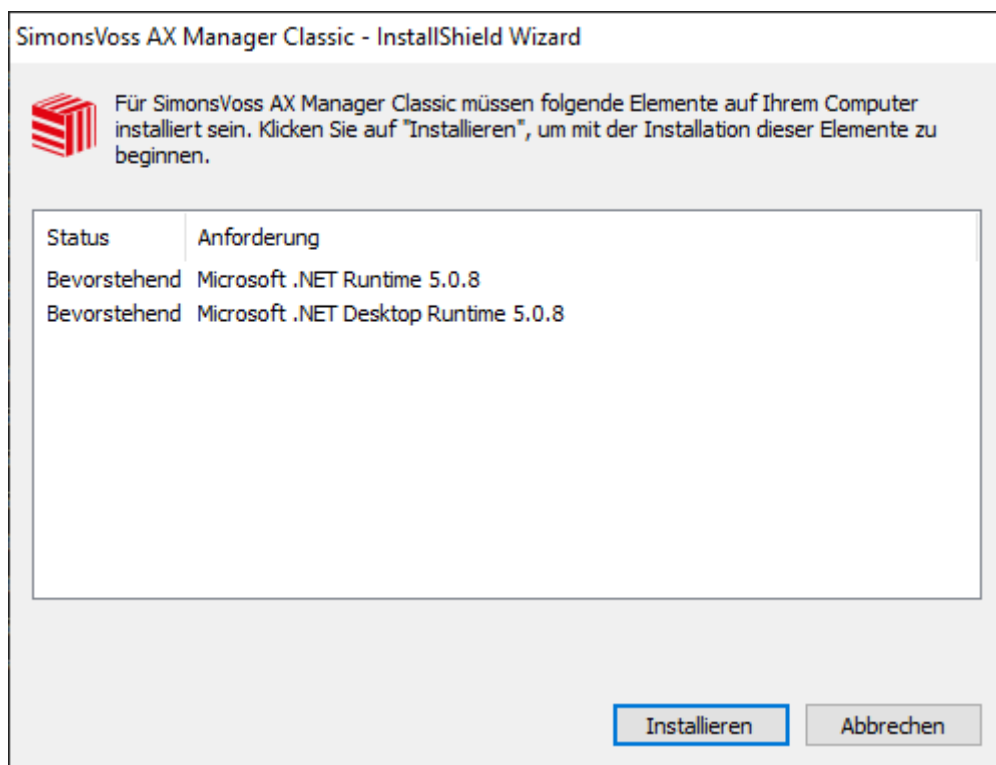 SimonsVoss AX Manager Classic - InstallShield Wizard
Für SimonsVoss AX Manager Classic müssen folgende Elemente auf Ihrem Computer
installiert sein. Klicken Sie auf "Installieren", um mit der Installation dieser Elemente zu
beginnen.
Status Anforderung
Bevorstehend Microsoft .NET Runtime 5.0.8
Bevorstehend Microsoft .NET Desktop Runtime 5.0.8
Installieren Abbrechen